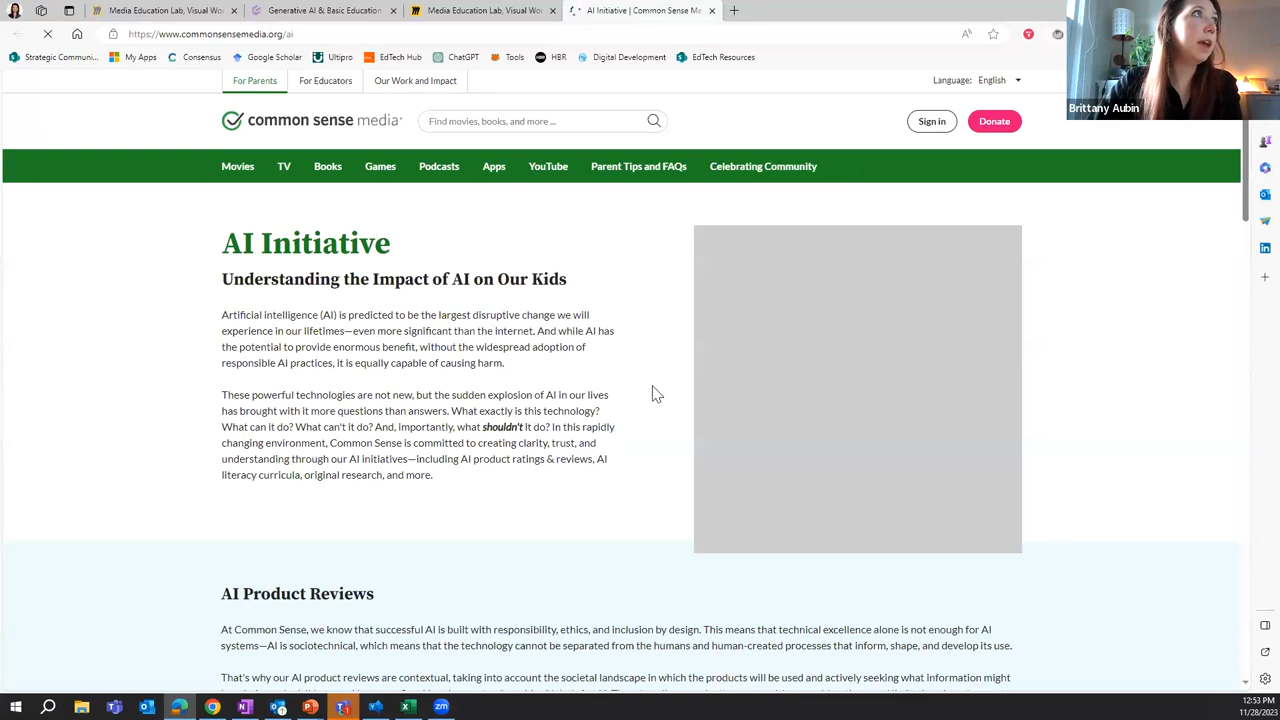 Media Education Lab, Visual Wo
Generative AI & Basic Education
Media Education Lab, Visual Wo
AI Initiative | Common Sense Me
https://www.commonsensemedia.org/ai
Strategic Communi...
My Apps
Consensus
Google Scholar
Ultipro
EdTech Hub
ChatGPT
Tools
HBR
Digital Development
EdTech Resources
Brittany Aubin
For Parents
For Educators
Our Work and Impact
Language: English
common sense media
Find movies, books, and more ...
Sign in
Donate
Movies
TV
Books
Games
Podcasts
Apps
YouTube
Parent Tips and FAQs
Celebrating Community
AI Initiative
Understanding the Impact of AI on Our Kids
Artificial intelligence (AI) is predicted to be the largest disruptive change we will
experience in our lifetimes—even more significant than the internet. And while AI has
the potential to provide enormous benefit, without the widespread adoption of
responsible AI practices, it is equally capable of causing harm.
These powerful technologies are not new, but the sudden explosion of AI in our lives
has brought with it more questions than answers. What exactly is this technology?
What can it do? What can't it do? And, importantly, what shouldn't it do? In this rapidly
changing environment, Common Sense is committed to creating clarity, trust, and
understanding through our AI initiatives—including AI product ratings & reviews, AI
literacy curricula, original research, and more.
AI Product Reviews
At Common Sense, we know that successful AI is built with responsibility, ethics, and inclusion by design. This means that technical excellence alone is not enough for AI
systems—AI is sociotechnical, which means that the technology cannot be separated from the humans and human-created processes that inform, shape, and develop its use.
That's why our AI product reviews are contextual, taking into account the societal landscape in which the products will be used and actively seeking what information might
12:53 PM
11/28/2023